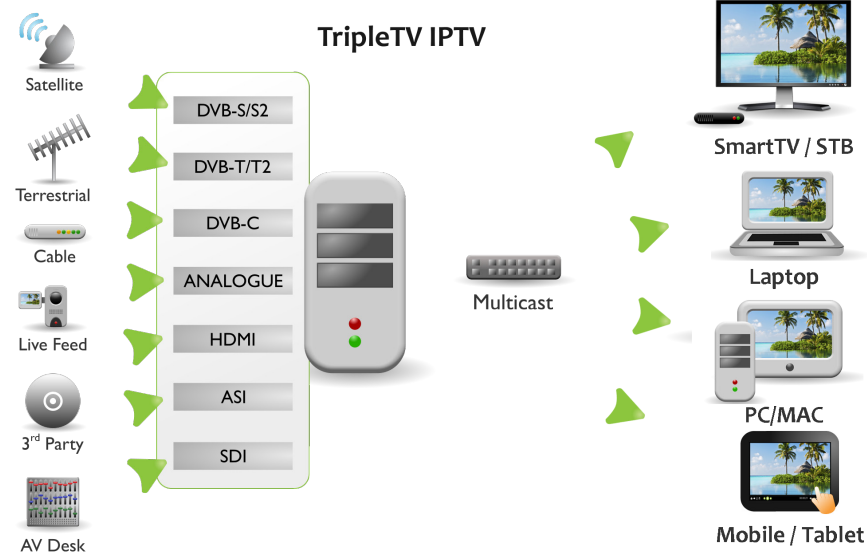 TripleTV IPTV
Satellite
Terrestrial
Cable
Live Feed
3rd Party
AV Desk
DVB-S/S2
DVB-T/T2
DVB-C
ANALOGUE
HDMI
ASI
SDI
Multicast
SmartTV / STB
Laptop
PC/MAC
Mobile / Tablet